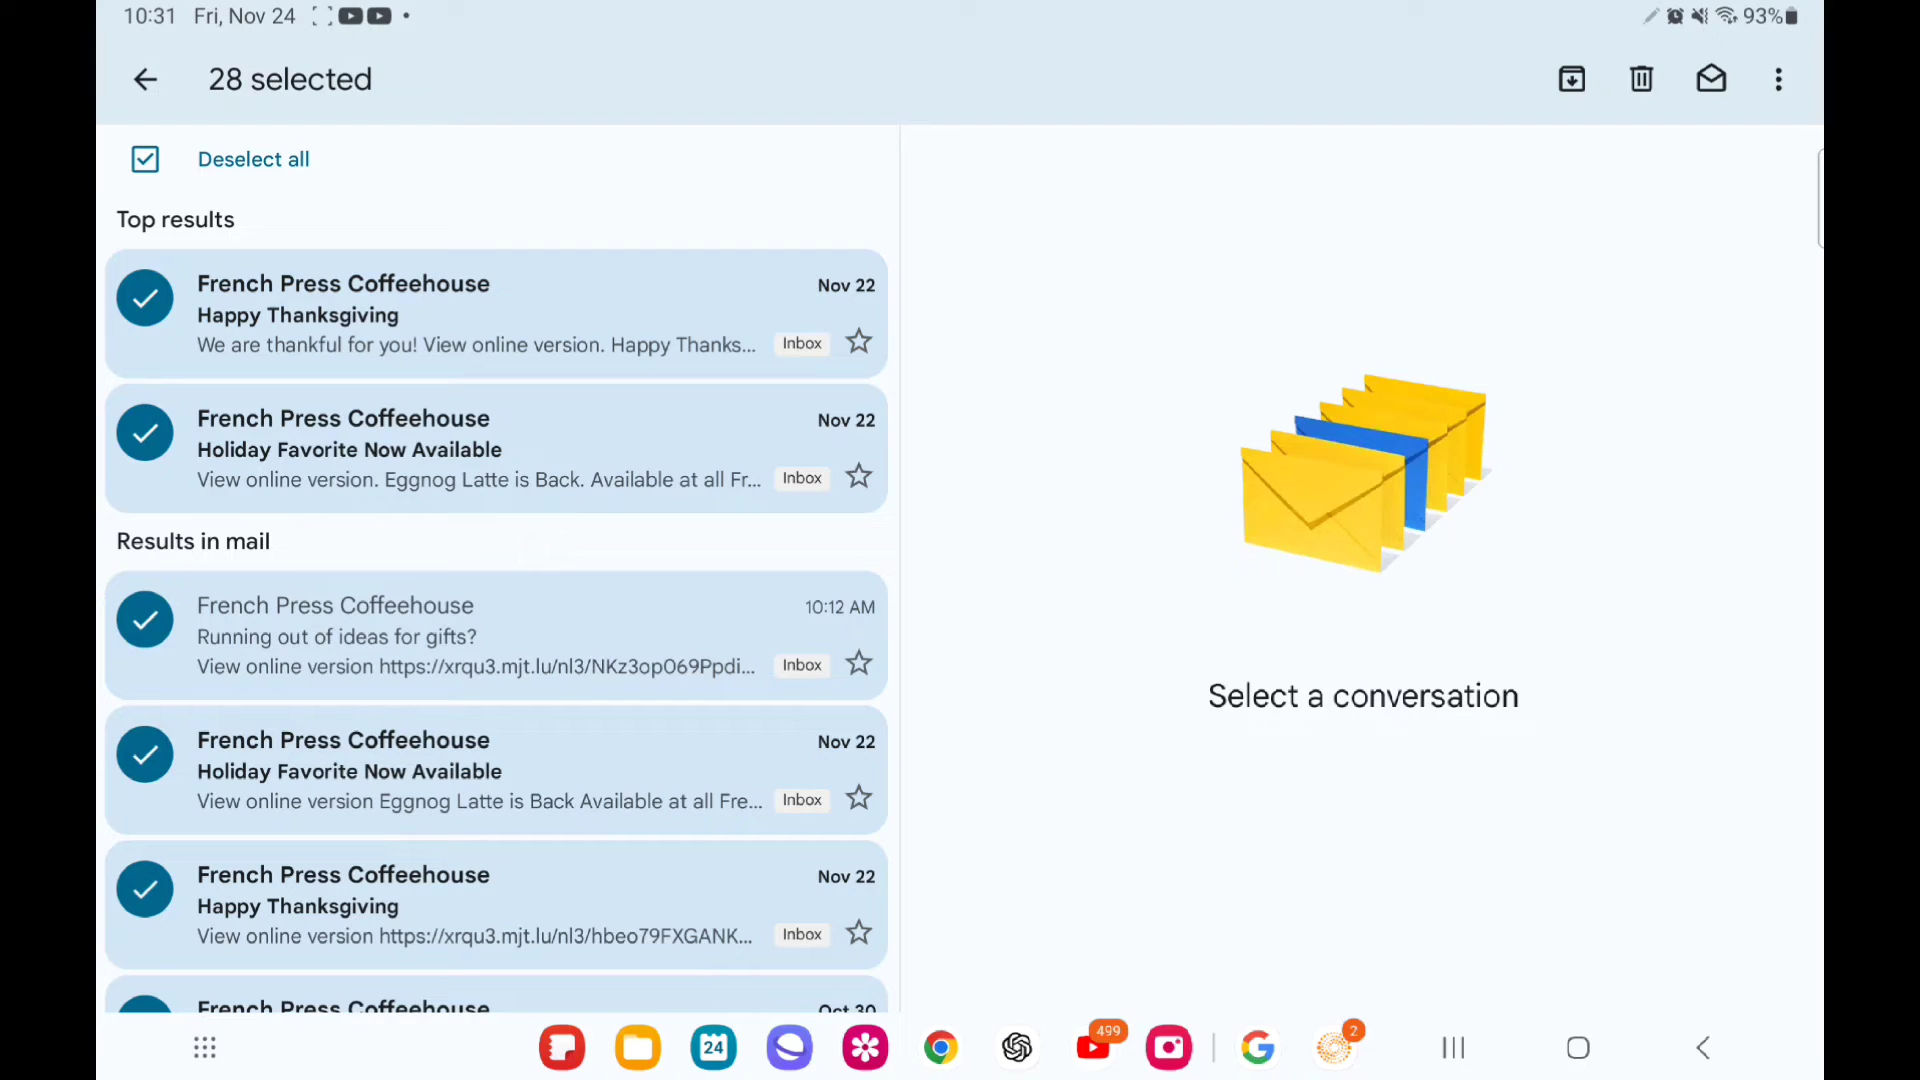 10:31 Fri, Nov 24
93%
28 selected
Deselect all
Top results
French Press Coffeehouse
Nov 22
Happy Thanksgiving
We are thankful for you! View online version. Happy Thanks...
Inbox
French Press Coffeehouse
Nov 22
Holiday Favorite Now Available
View online version. Eggnog Latte is Back. Available at all Fr...
Inbox
Results in mail
French Press Coffeehouse
10:12 AM
Running out of ideas for gifts?
View online version https://xrqu3.mjt.lu/nl3/NKz3opO69Ppdi...
Inbox
French Press Coffeehouse
Nov 22
Holiday Favorite Now Available
View online version Eggnog Latte is Back Available at all Fre...
Inbox
French Press Coffeehouse
Nov 22
Happy Thanksgiving
View online version https://xrqu3.mjt.lu/nl3/hbeo79FXGANK...
Inbox
French Press Coffeehouse
Oct 30
Select a conversation
24
499
2